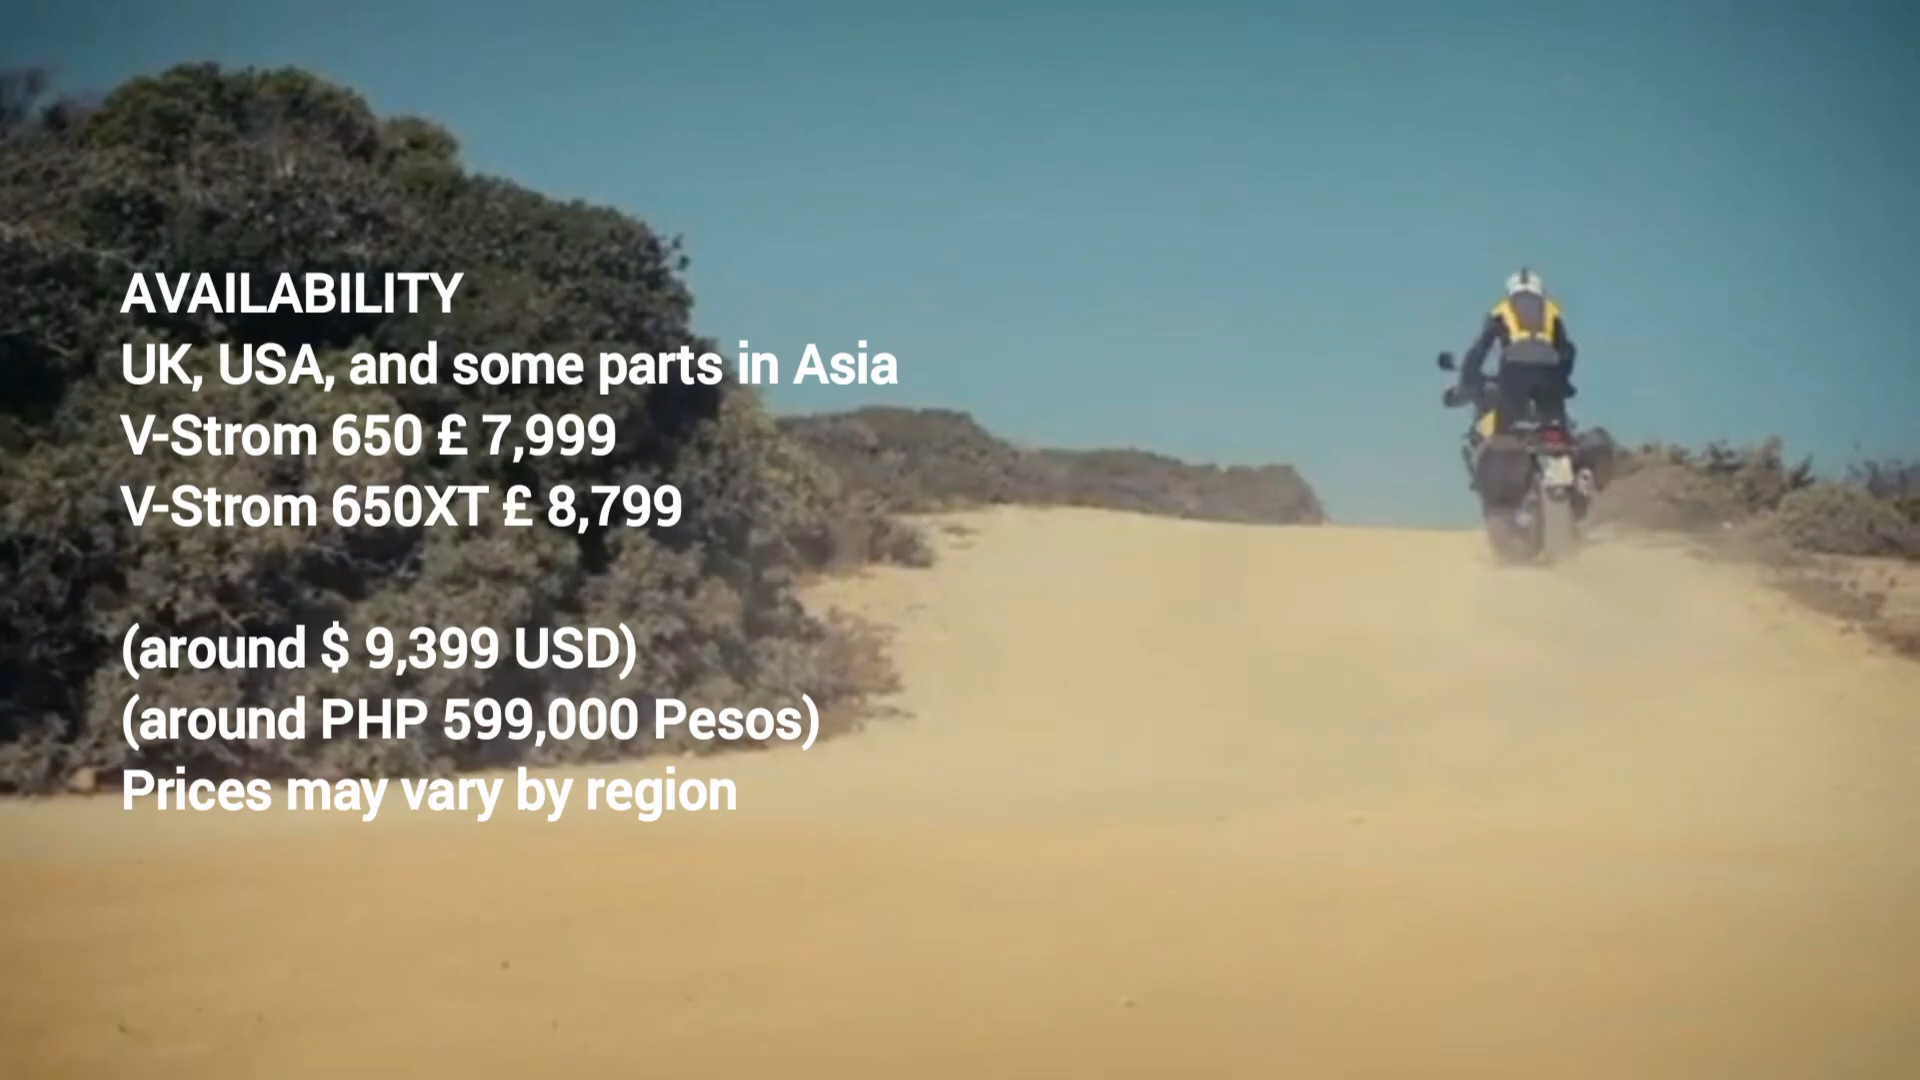 AVAILABILITY
UK, USA, and some parts in Asia
V-Strom 650 £ 7,999
V-Strom 650XT £ 8,799
(around $ 9,399 USD)
(around PHP 599,000 Pesos)
Prices may vary by region